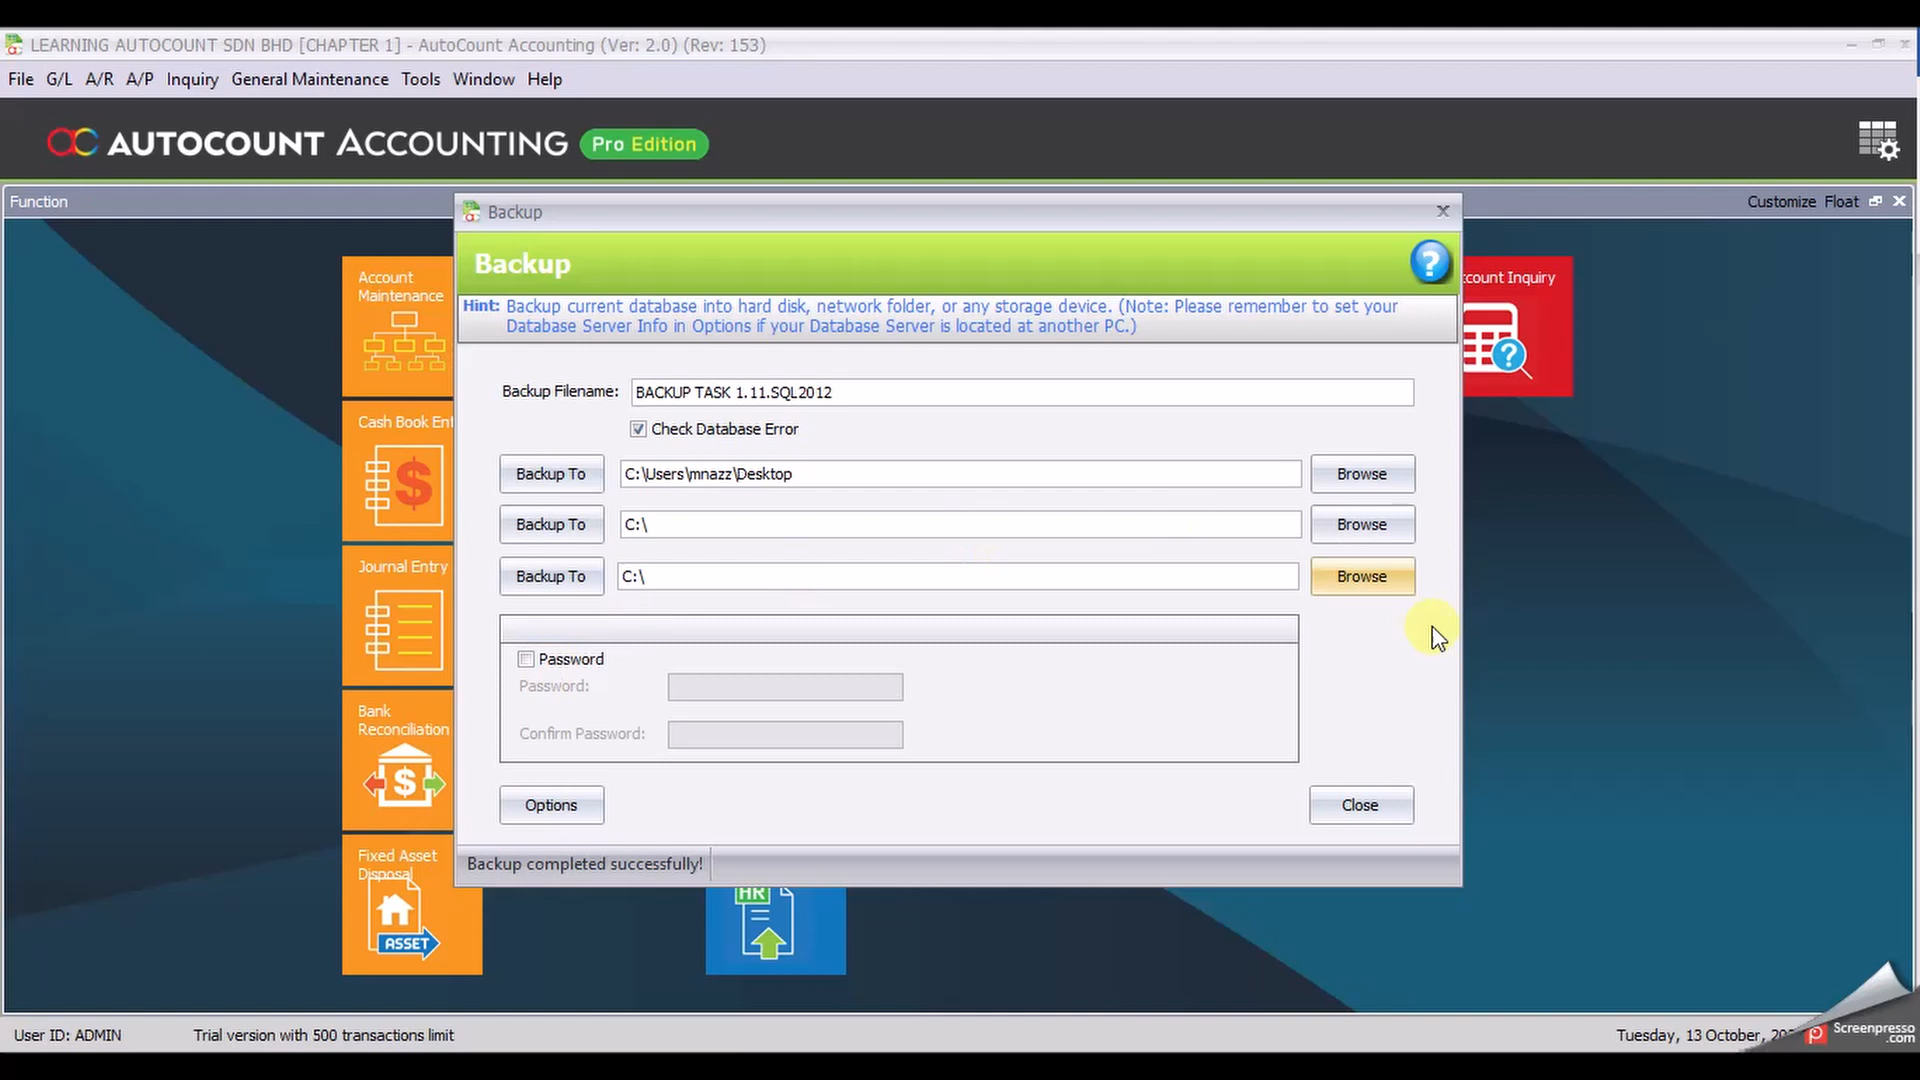 LEARNING AUTOCOUNT SDN BHD [CHAPTER 1] - AutoCount Accounting (Ver: 2.0) (Rev: 153)
File G/L A/R A/P Inquiry General Maintenance Tools Window Help
AUTOCOUNT ACCOUNTING Pro Edition
Function
Customize Float
Backup
Backup
?
Hint: Backup current database into hard disk, network folder, or any storage device. (Note: Please remember to set your
Database Server Info in Options if your Database Server is located at another PC.)
Backup Filename: BACKUP TASK 1.11.SQL2012
Check Database Error
Backup To C:\Users\mnazz\Desktop Browse
Backup To C:\ Browse
Backup To C:\ Browse
Password
Password:
Confirm Password:
Options Close
Backup completed successfully!
Account
Maintenance
Cash Book
Journal Entry
Bank
Reconciliation
Fixed Asset
Disposal
ASSET
HR
Inquiry
User ID: ADMIN Trial version with 500 transactions limit Tuesday, 13 October,
Screenpresso
.com